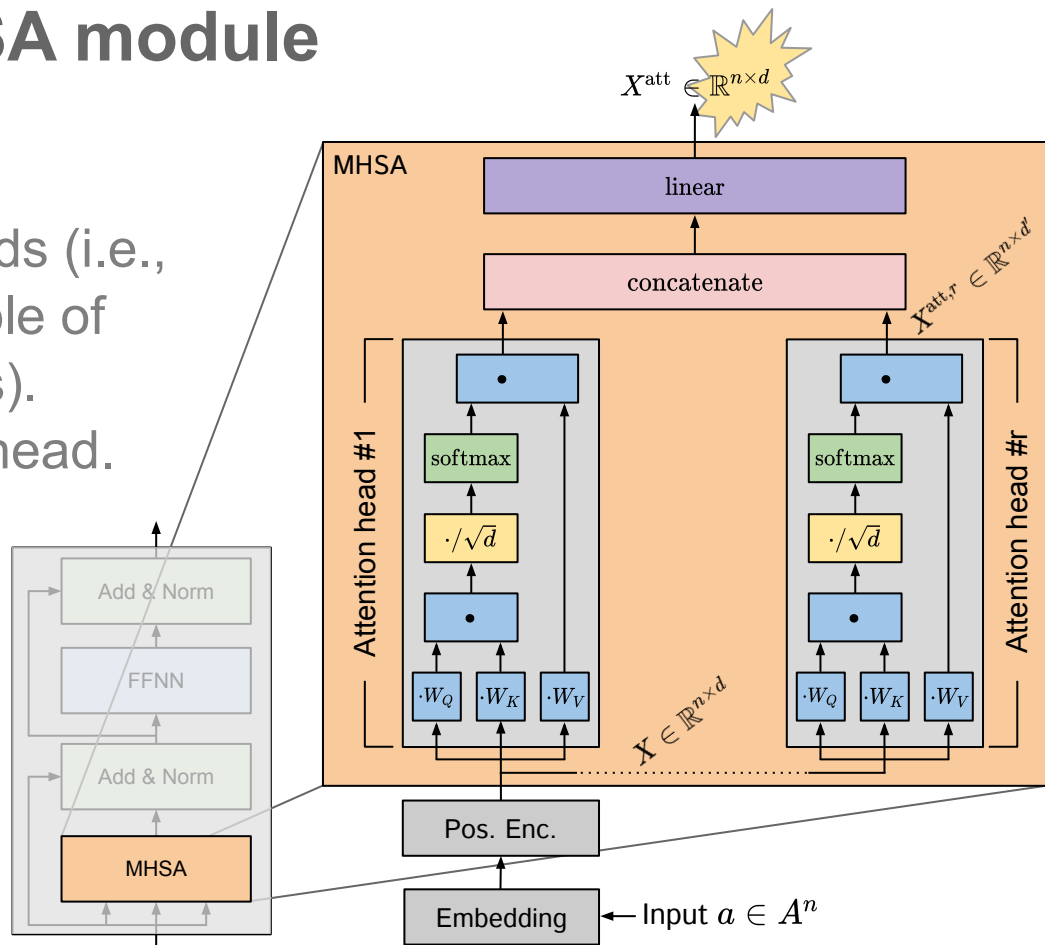 SA module
ds (i.e.,
ble of
s).
head.
X^att ∈ ℝ^{n×d}
MHSA
linear
concatenate
X^{att,r} ∈ ℝ^{n×d'}
Attention head #1
•
softmax
·/√d
•
·W_Q ·W_K ·W_V
Attention head #r
•
softmax
·/√d
•
·W_Q ·W_K ·W_V
X ∈ ℝ^{n×d}
Pos. Enc.
Embedding
Input a ∈ A^n
Add & Norm
FFNN
Add & Norm
MHSA